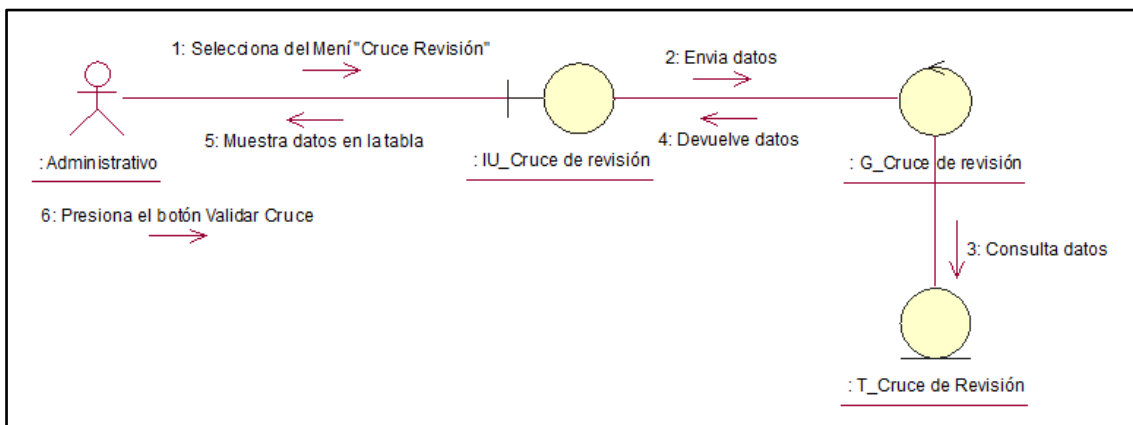 1: Selecciona del Mení "Cruce Revisión"
2: Envia datos
5: Muestra datos en la tabla
4: Devuelve datos
: Administrativo
: IU_Cruce de revisión
: G_Cruce de revisión
6: Presiona el botón Validar Cruce
3: Consulta datos
: T_Cruce de Revisión